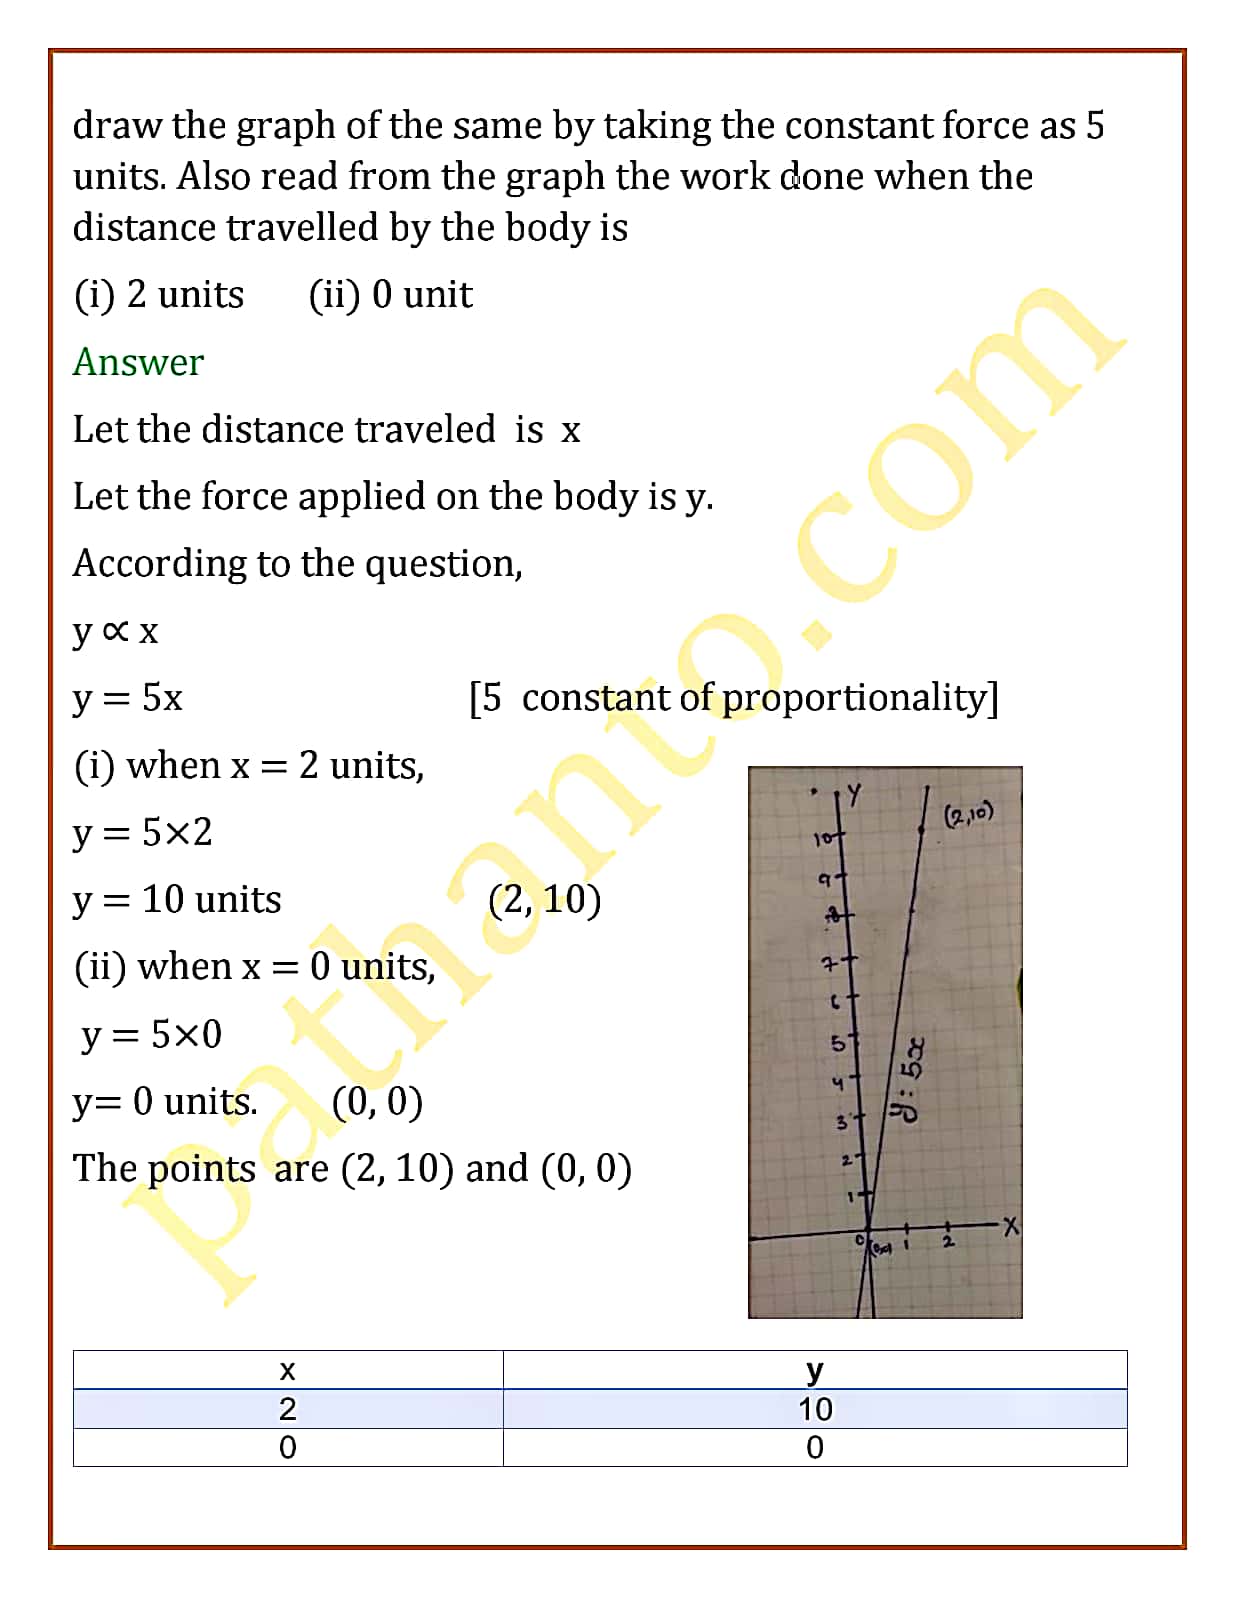 draw the graph of the same by taking the constant force as 5
units. Also read from the graph the work done when the
distance travelled by the body is
(i) 2 units (ii) 0 unit
Answer
Let the distance traveled is x
Let the force applied on the body is y.
According to the question,
y ∝ x
y = 5x [5 constant of proportionality]
(i) when x = 2 units,
y = 5×2
y = 10 units (2, 10)
(ii) when x = 0 units,
y = 5×0
y= 0 units. (0, 0)
The points are (2, 10) and (0, 0)
Y
(2,10)
10
9
8
7
6
5
4
3
2
1
y: 5x
0 1 2 X
x y
2 10
0 0
pathanto.com